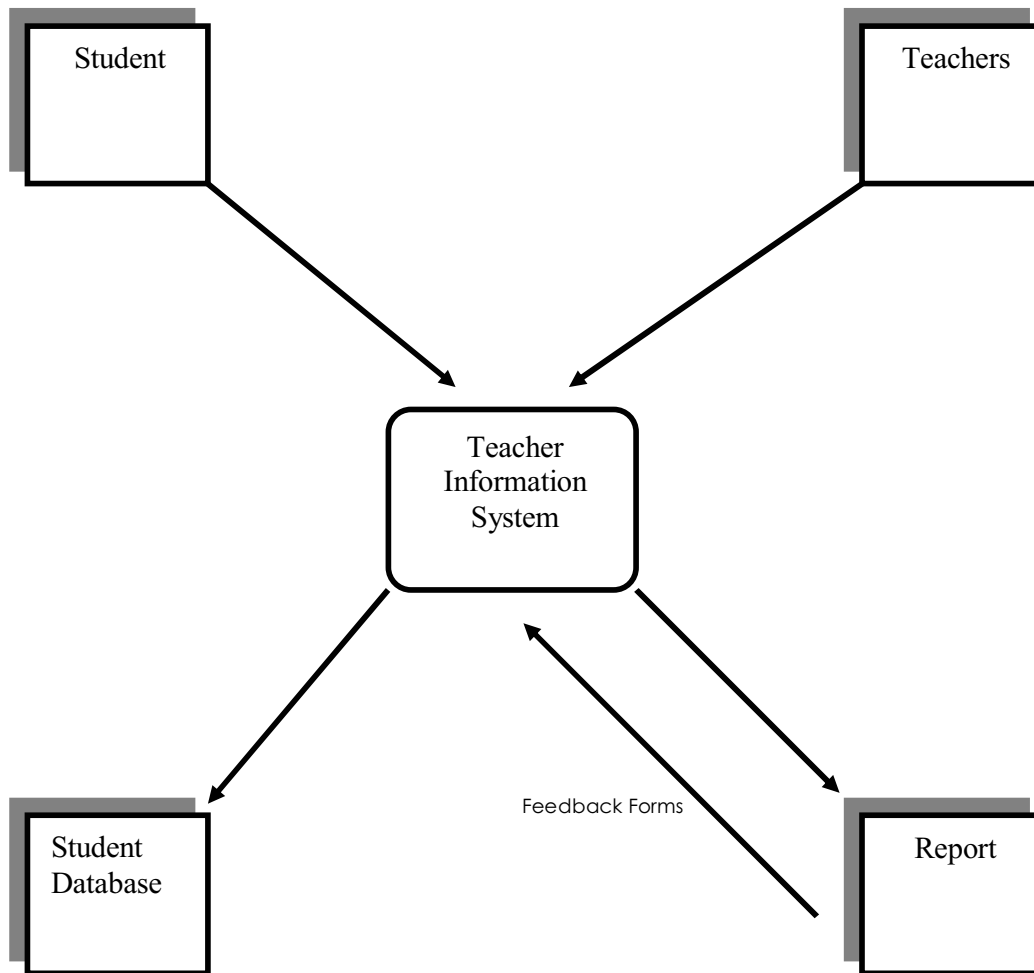 Student
Teachers
Teacher
Information
System
Feedback Forms
Student
Database
Report